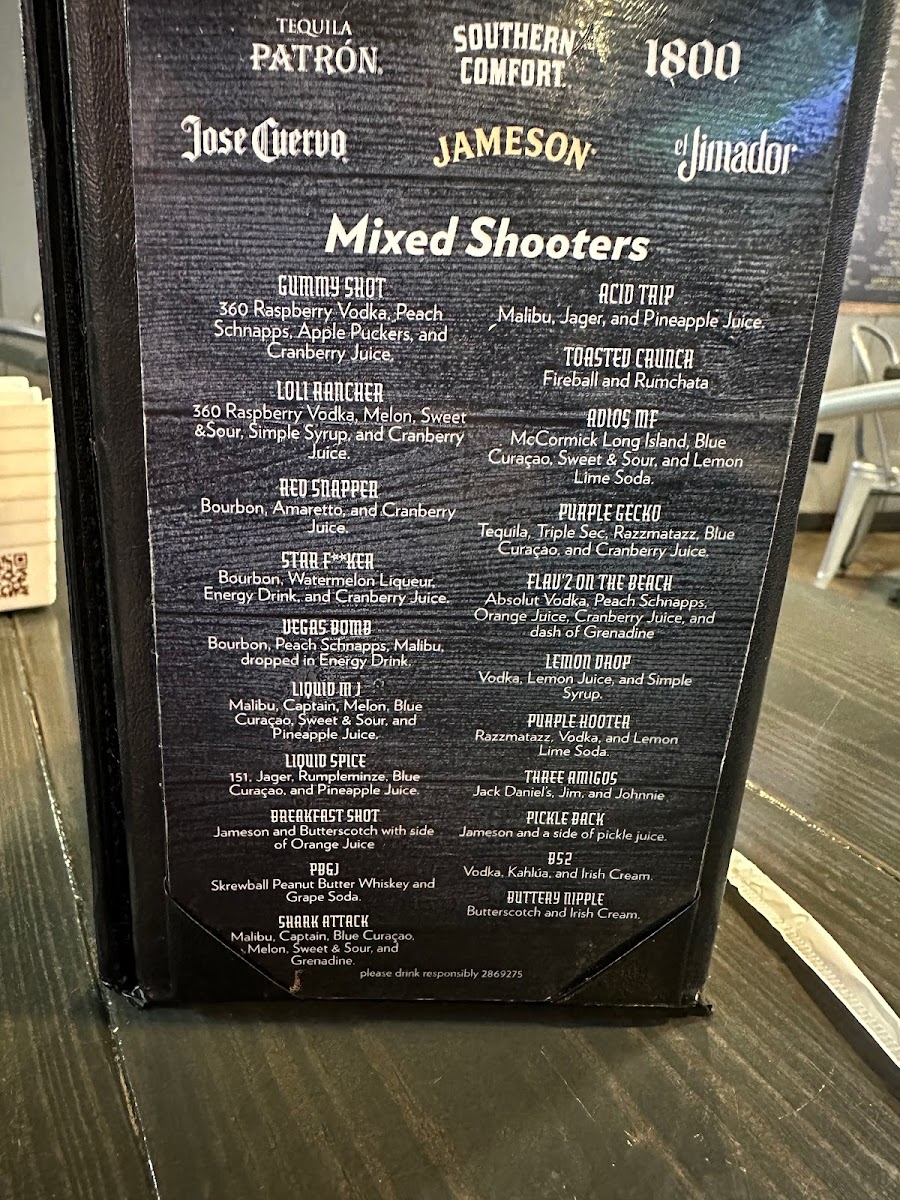 TEQUILA
PATRÓN
SOUTHERN
COMFORT
1800
Jose Cuervo
JAMESON
el Jimador
Mixed Shooters
GUMMY SHOT
360 Raspberry Vodka, Peach
Schnapps, Apple Puckers, and
Cranberry Juice.
LOLI RANCHER
360 Raspberry Vodka, Melon, Sweet
&Sour, Simple Syrup, and Cranberry
Juice.
RED SNAPPER
Bourbon, Amaretto, and Cranberry
Juice.
STAR F**KER
Bourbon, Watermelon Liqueur,
Energy Drink, and Cranberry Juice.
VEGAS BOMB
Bourbon, Peach Schnapps, Malibu,
dropped in Energy Drink.
LIQUID MJ
Malibu, Captain, Melon, Blue
Curaçao, Sweet & Sour, and
Pineapple Juice.
LIQUID SPICE
151, Jager, Rumpleminze, Blue
Curaçao, and Pineapple Juice.
BREAKFAST SHOT
Jameson and Butterscotch with side
of Orange Juice
PB&J
Skrewball Peanut Butter Whiskey and
Grape Soda.
SHARK ATTACK
Malibu, Captain, Blue Curaçao,
Melon, Sweet & Sour, and
Grenadine.
ACID TRIP
Malibu, Jager, and Pineapple Juice.
TOASTED CRUNCH
Fireball and Rumchata
ADIOS MF
McCormick Long Island, Blue
Curaçao, Sweet & Sour, and Lemon
Lime Soda.
PURPLE GECKO
Tequila, Triple Sec, Razzmatazz, Blue
Curaçao, and Cranberry Juice.
FLAV'Z ON THE BEACH
Absolut Vodka, Peach Schnapps,
Orange Juice, Cranberry Juice, and
dash of Grenadine
LEMON DROP
Vodka, Lemon Juice, and Simple
Syrup.
PURPLE HOOTER
Razzmatazz, Vodka, and Lemon
Lime Soda.
THREE AMIGOS
Jack Daniel's, Jim, and Johnnie
PICKLE BACK
Jameson and a side of pickle juice.
B52
Vodka, Kahlúa, and Irish Cream.
BUTTERY NIPPLE
Butterscotch and Irish Cream.
please drink responsibly 2869275